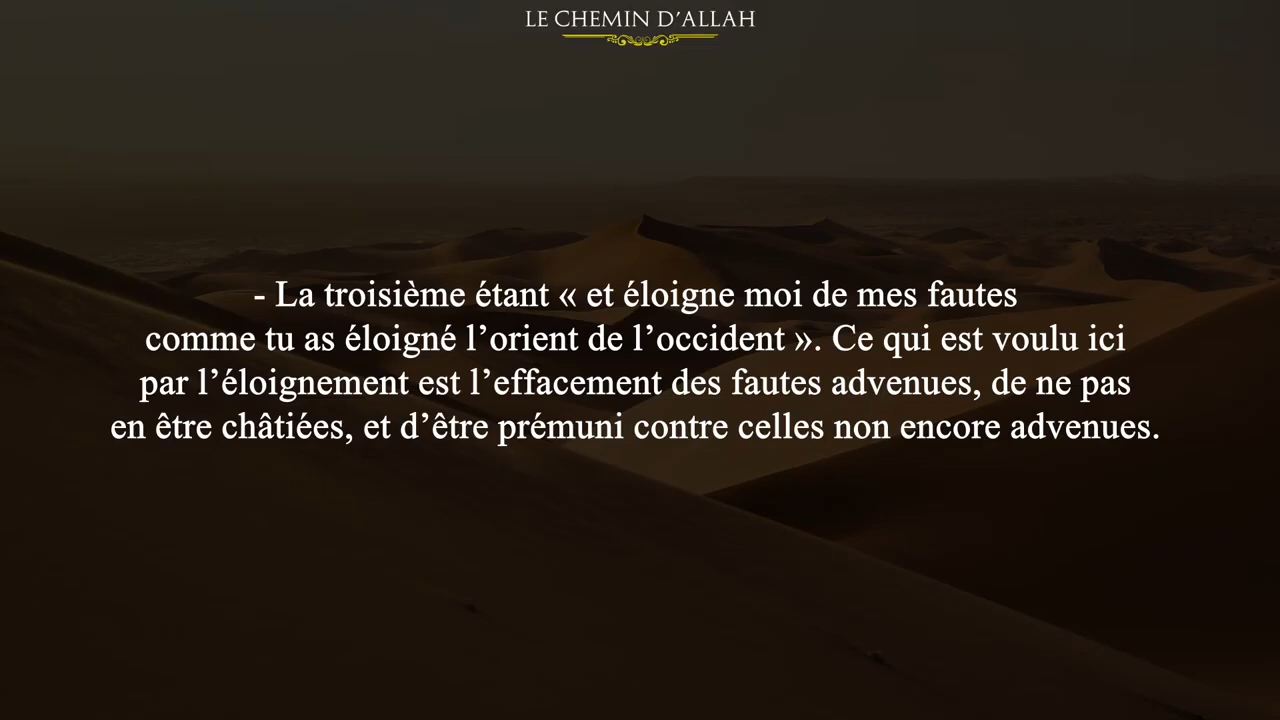 LE CHEMIN D’ALLAH
- La troisième étant « et éloigne moi de mes fautes
comme tu as éloigné l’orient de l’occident ». Ce qui est voulu ici
par l’éloignement est l’effacement des fautes advenues, de ne pas
en être châtiées, et d’être prémuni contre celles non encore advenues.